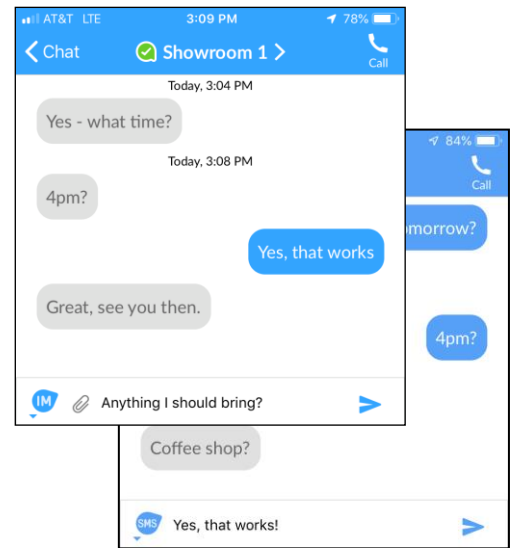 AT&T LTE 3:09 PM 78%
Chat Showroom 1
Call
Today, 3:04 PM
Yes - what time?
Today, 3:08 PM
4pm?
Yes, that works
Great, see you then.
IM Anything I should bring?
84%
Call
omorrow?
4pm?
Coffee shop?
SMS Yes, that works!